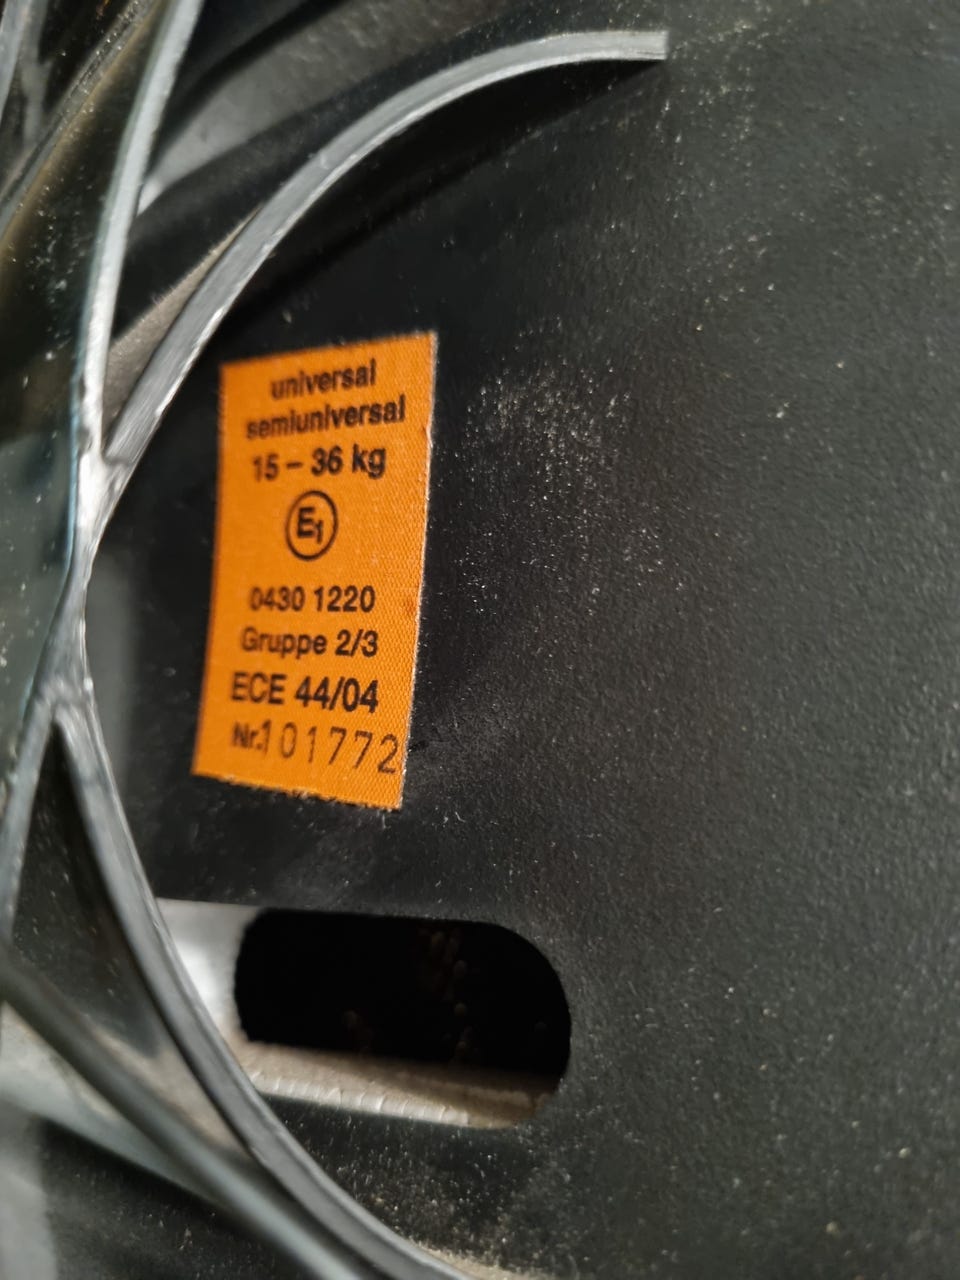 universal
semiuniversal
15 – 36 kg
E1
0430 1220
Gruppe 2/3
ECE 44/04
Nr.101772